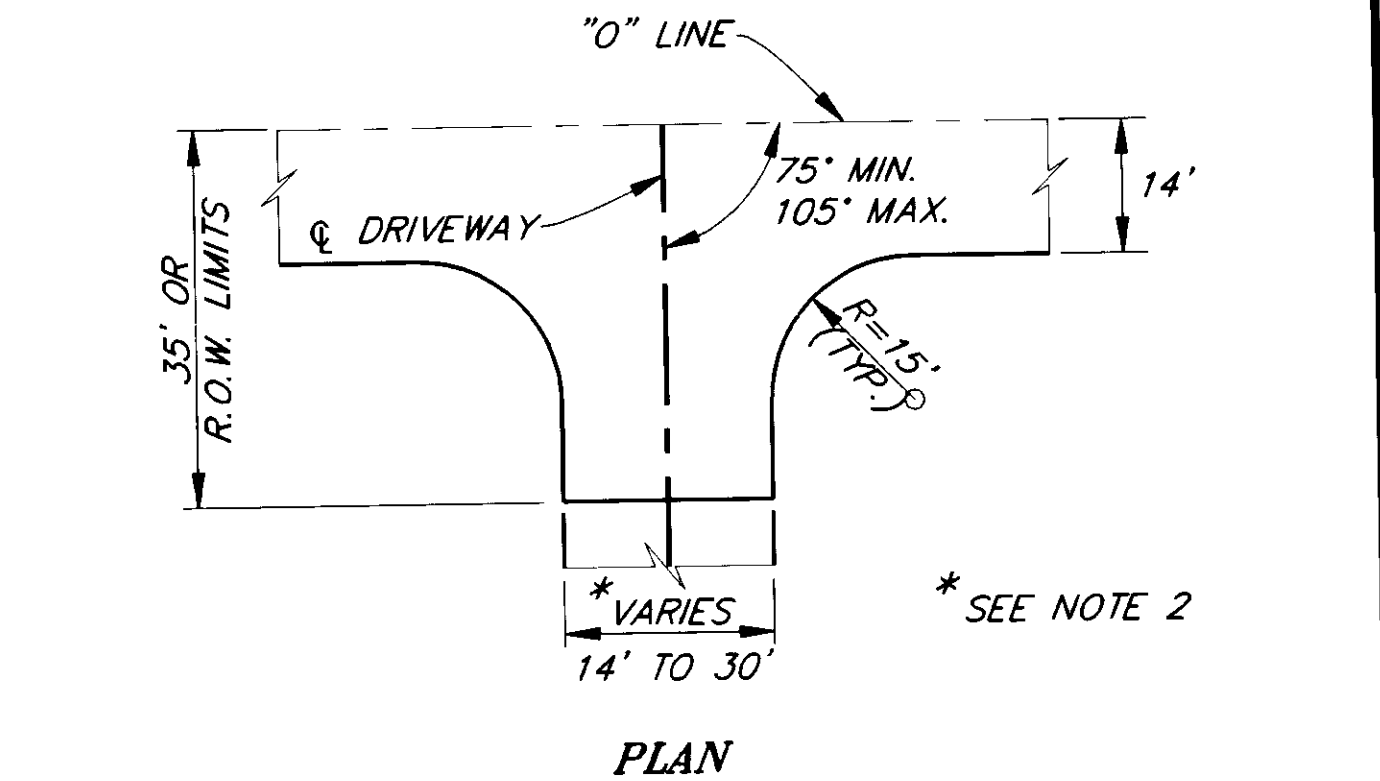 "O" LINE
75° MIN.
105° MAX.
14'
℄ DRIVEWAY
35' OR
R.O.W. LIMITS
R=15'
(TYP.)
*VARIES
14' TO 30'
* SEE NOTE 2
PLAN